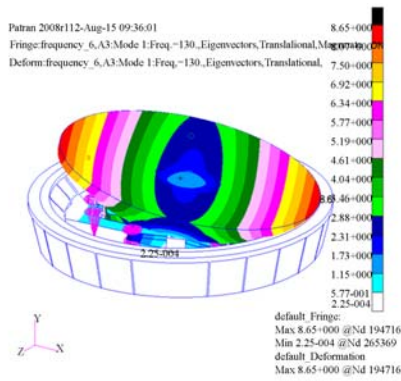 Patran 2008r112-Aug-15 09:36:01
Fringe:frequency_6,A3:Mode 1:Freq.=130.,Eigenvectors,Translational,
Deform:frequency_6,A3:Mode 1:Freq.=130.,Eigenvectors,Translational,
8.65+000
7.50+000
6.92+000
6.34+000
5.77+000
5.19+000
4.61+000
4.04+000
3.46+000
2.88+000
2.31+000
1.73+000
1.15+000
5.77-001
2.25-004
8.65
2.25-004
Y
Z
X
default_Fringe:
Max 8.65+000 @Nd 194716
Min 2.25-004 @Nd 265369
default_Deformation
Max 8.65+000 @Nd 194716